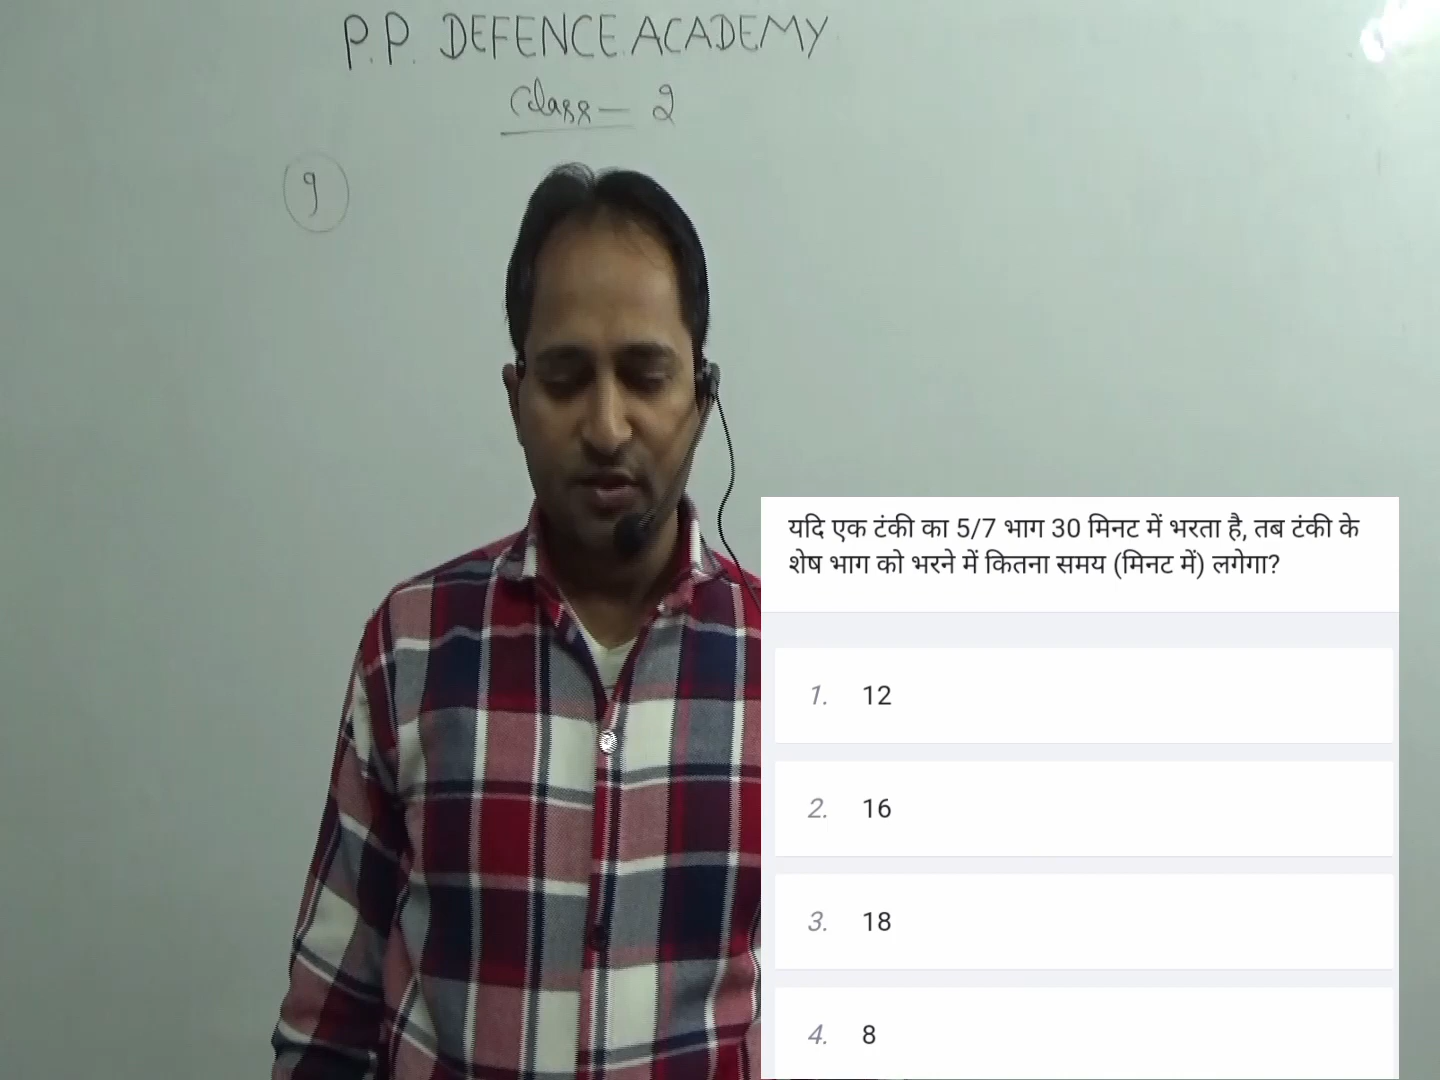 P.P. DEFENCE ACADEMY
Class - 2
9
यदि एक टंकी का 5/7 भाग 30 मिनट में भरता है, तब टंकी के
शेष भाग को भरने में कितना समय (मिनट में) लगेगा?
1. 12
2. 16
3. 18
4. 8